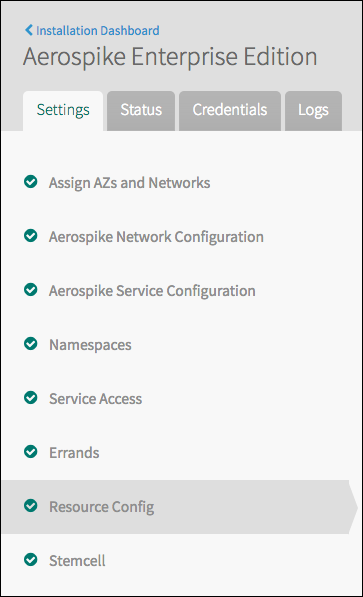 Installation Dashboard
Aerospike Enterprise Edition
Settings Status Credentials Logs
Assign AZs and Networks
Aerospike Network Configuration
Aerospike Service Configuration
Namespaces
Service Access
Errands
Resource Config
Stemcell